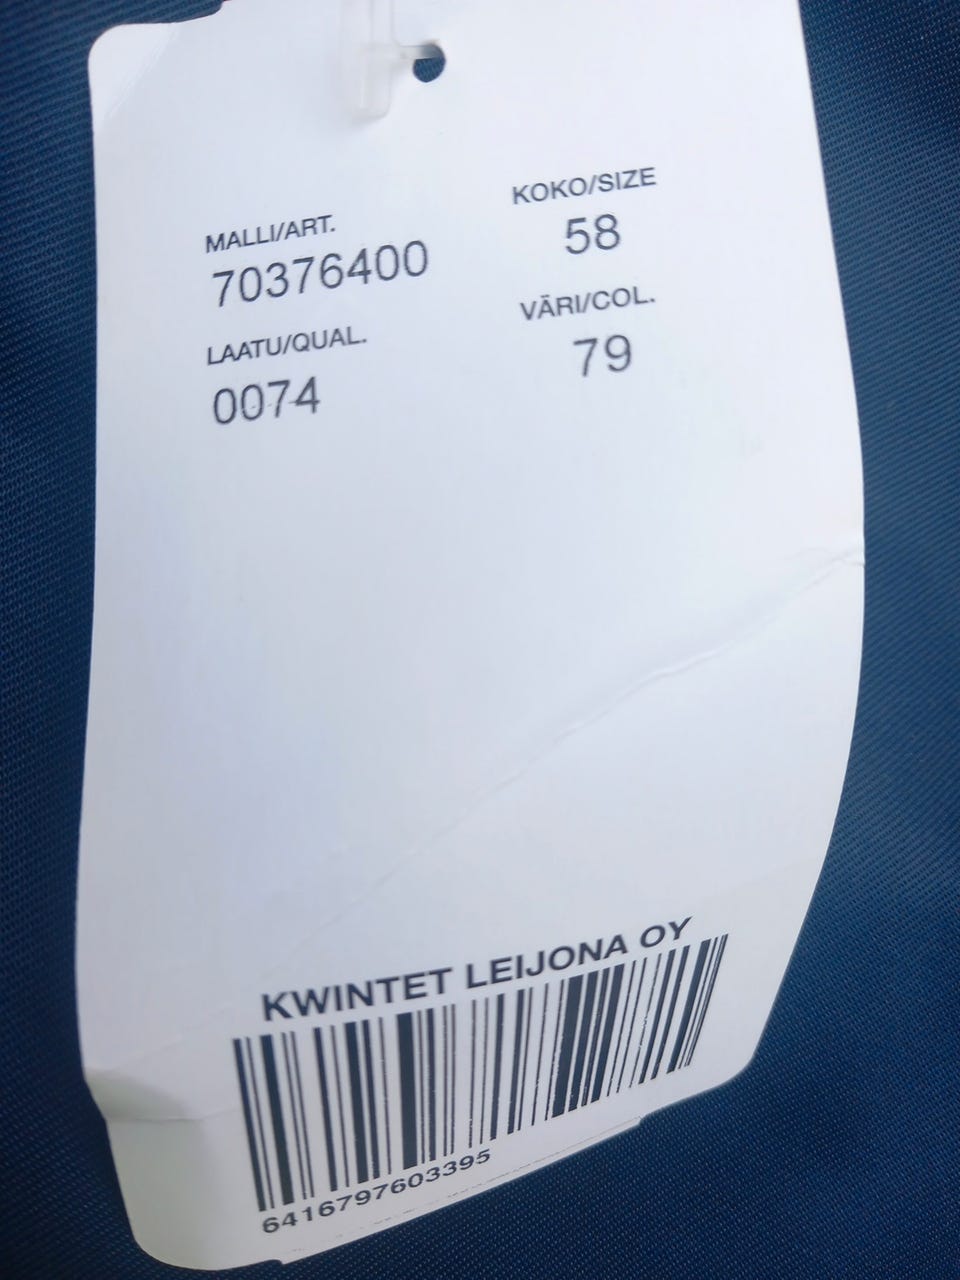 MALLI/ART.
70376400
KOKO/SIZE
58
LAATU/QUAL.
0074
VÄRI/COL.
79
KWINTET LEIJONA OY
6416797603395